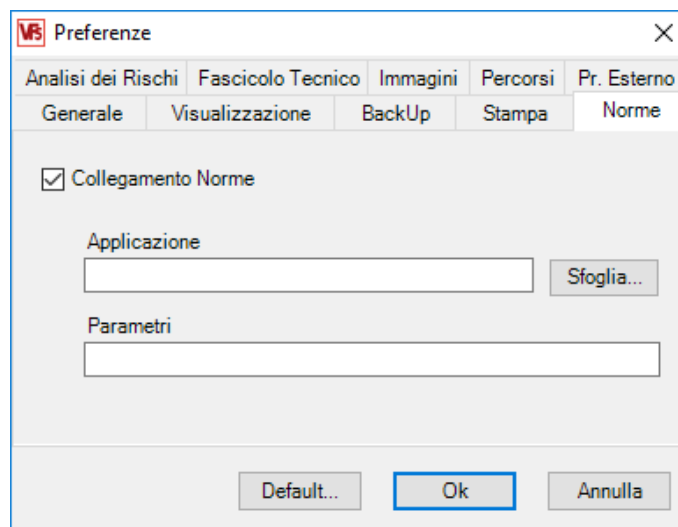 VFs Preferenze
Analisi dei Rischi Fascicolo Tecnico Immagini Percorsi Pr. Esterno
Generale Visualizzazione BackUp Stampa Norme
Collegamento Norme
Applicazione
Sfoglia...
Parametri
Default... Ok Annulla